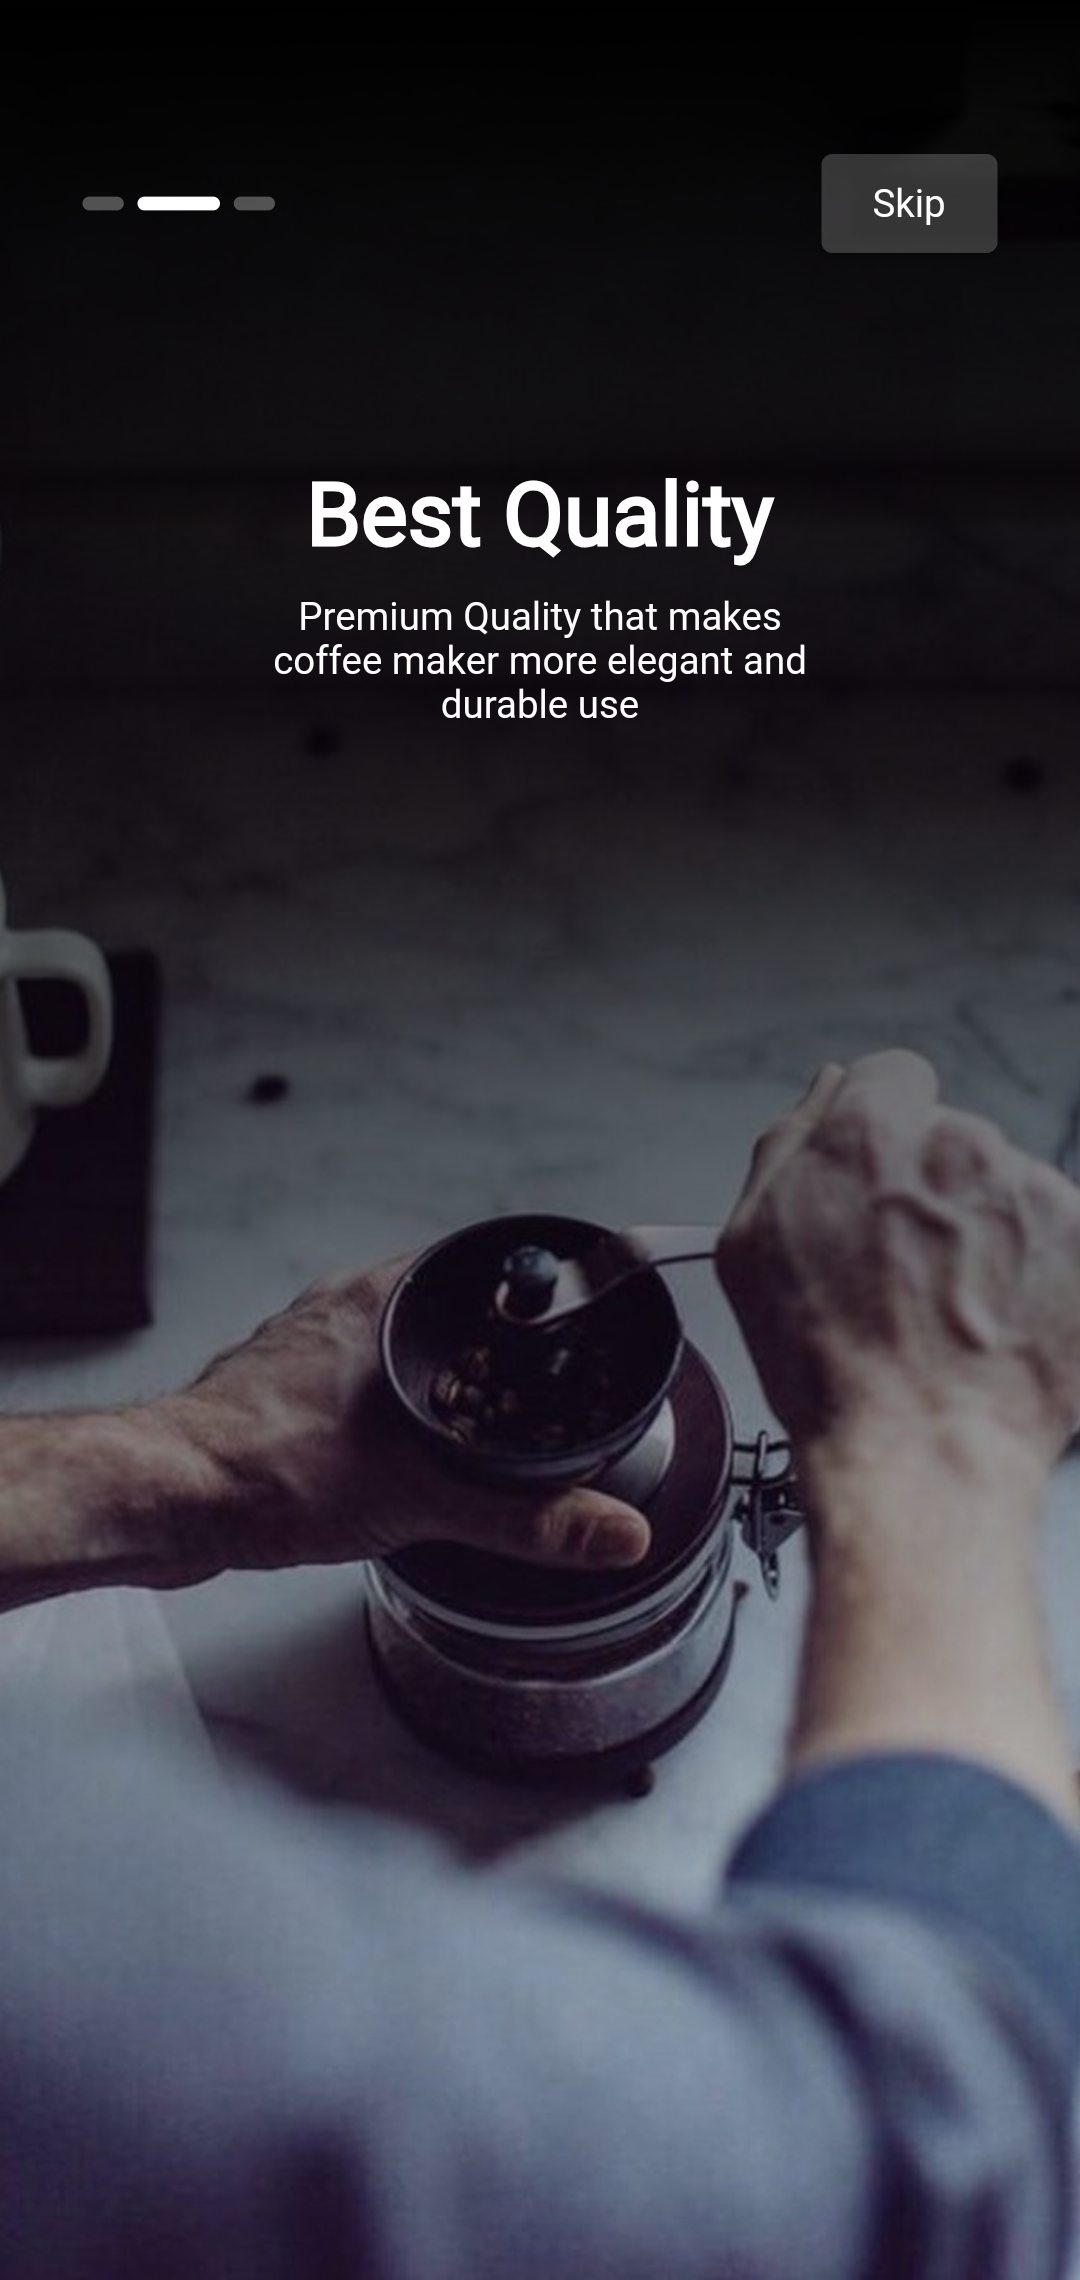 Skip
Best Quality
Premium Quality that makes
coffee maker more elegant and
durable use